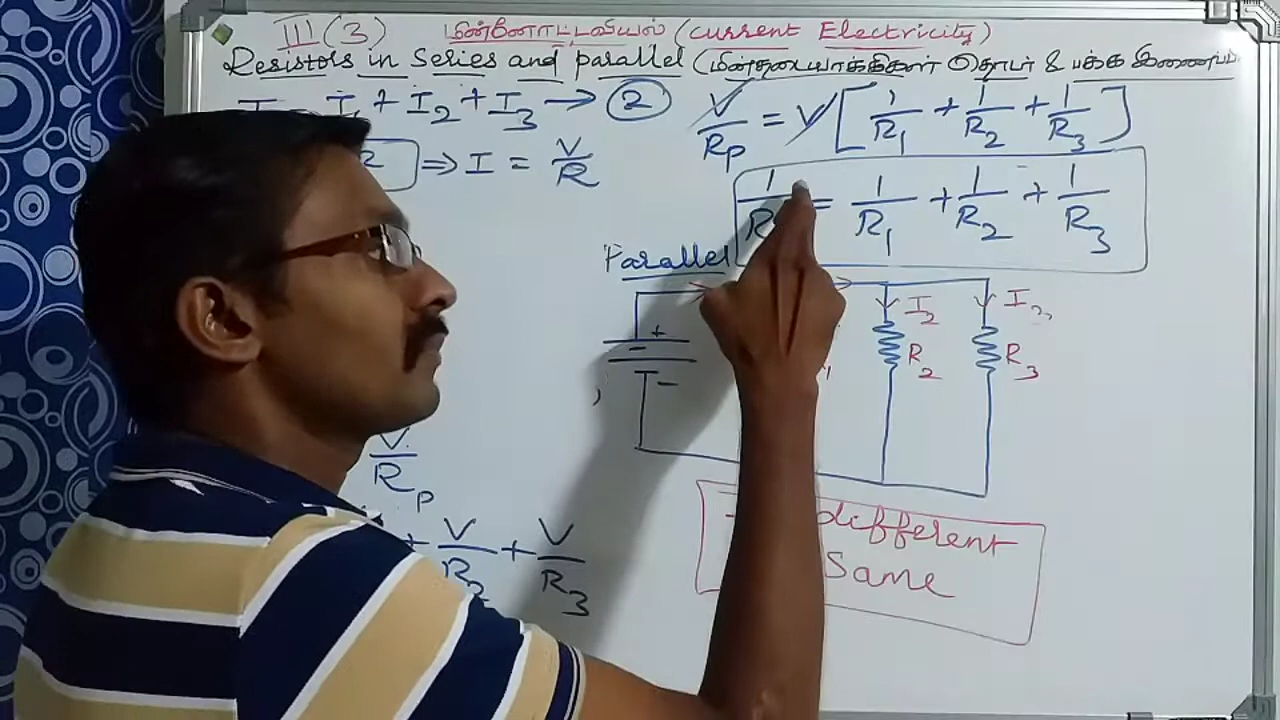 III (3) மின்னோட்டவியல் (current Electricity)
Resistors in series and parallel (மின்தடையாக்கிகள் தொடர் & பக்க இணைப்பு
I₁ + I₂ + I₃ → ②
⇒ I = V/R
V/Rp = V [ 1/R₁ + 1/R₂ + 1/R₃ ]
= 1/R₁ + 1/R₂ + 1/R₃
Parallel
+
−
I₂
I₃
R₂
R₃
V/Rp
+ V/R₂ + V/R₃
different
Same